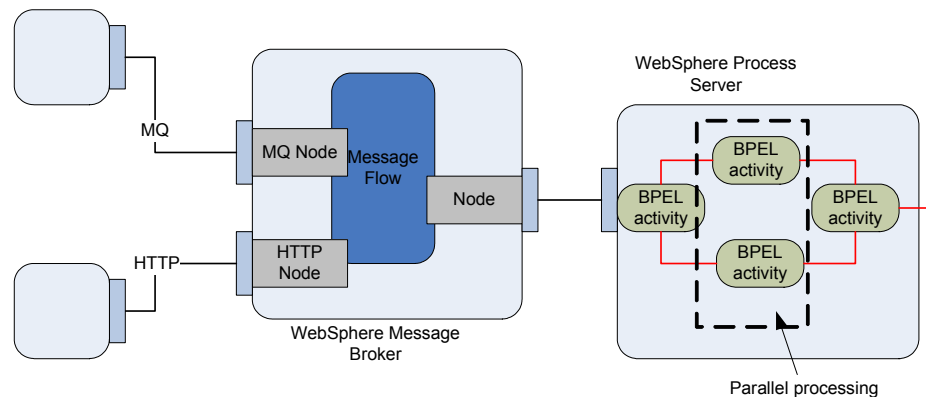 WebSphere Process
Server
MQ
MQ Node
Message
Flow
Node
HTTP
HTTP
Node
WebSphere Message
Broker
BPEL
activity
BPEL
activity
BPEL
activity
BPEL
activity
Parallel processing